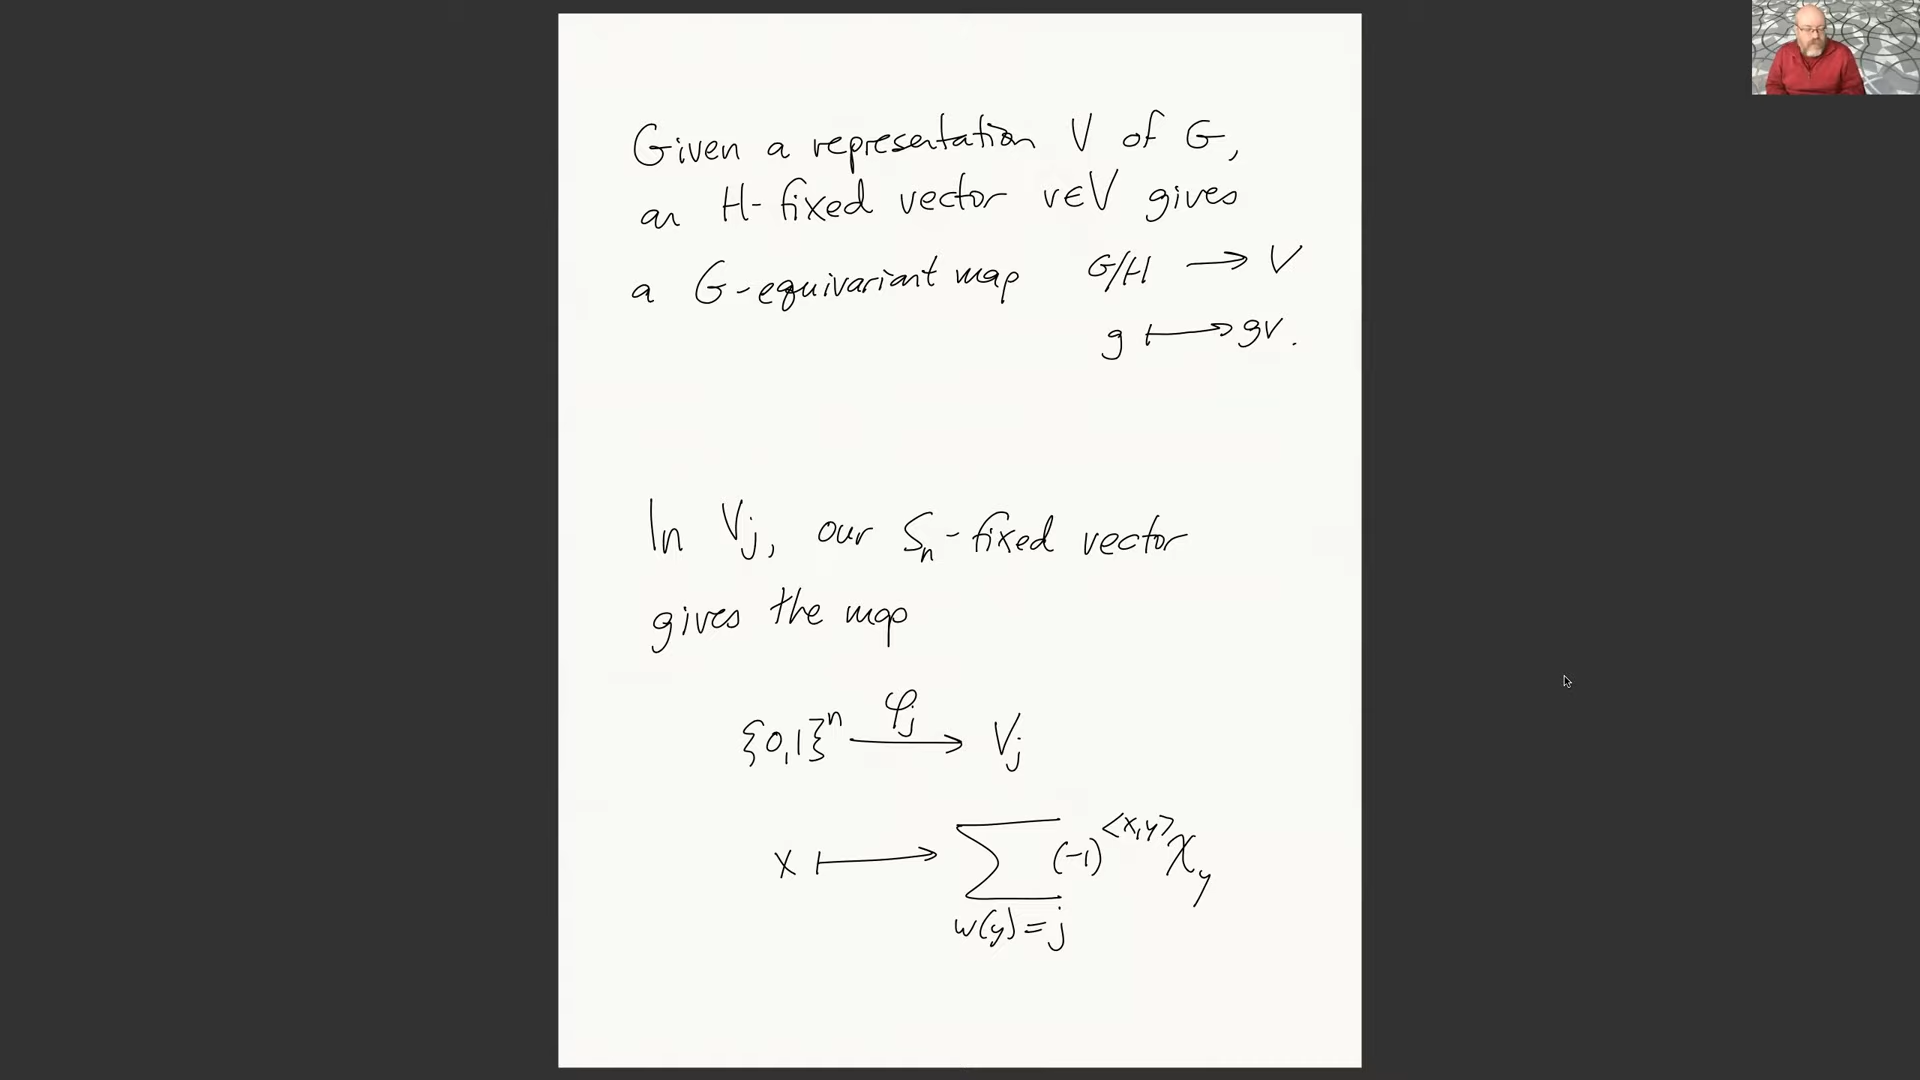 Given a representation V of G,
an H-fixed vector v∈V gives
a G-equivariant map G/H → V
g ↦ gv.
In Vⱼ, our Sₙ-fixed vector
gives the map
{0,1}ⁿ →^{φⱼ} Vⱼ
x ↦ ∑_{w(y)=j} (-1)^{<x,y>} χ_y